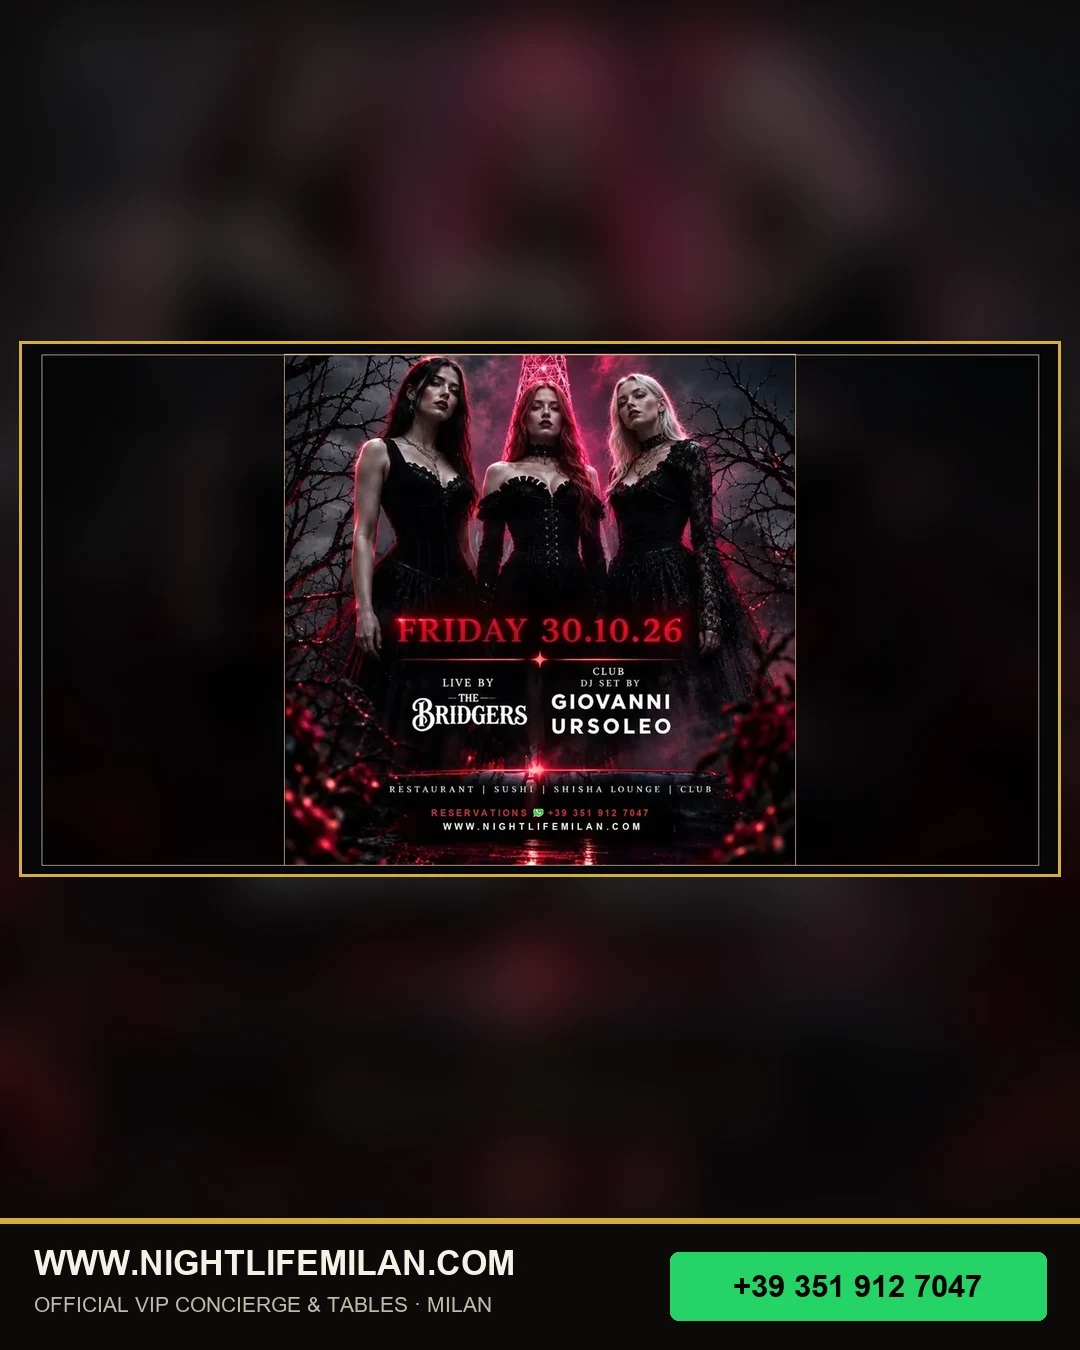 FRIDAY 30.10.26
LIVE BY
THE
BRIDGERS
CLUB
DJ SET BY
GIOVANNI
URSOLEO
RESTAURANT | SUSHI | SHISHA LOUNGE | CLUB
RESERVATIONS +39 351 912 7047
WWW.NIGHTLIFEMILAN.COM
WWW.NIGHTLIFEMILAN.COM
OFFICIAL VIP CONCIERGE & TABLES · MILAN
+39 351 912 7047